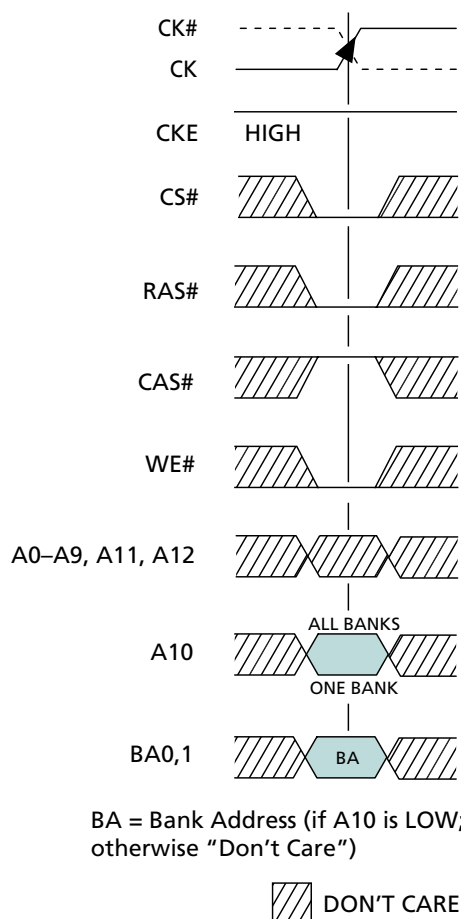 CK#
CK
CKE HIGH
CS#
RAS#
CAS#
WE#
A0–A9, A11, A12
ALL BANKS
A10
ONE BANK
BA0,1 BA
BA = Bank Address (if A10 is LOW;
otherwise “Don’t Care”)
DON’T CARE